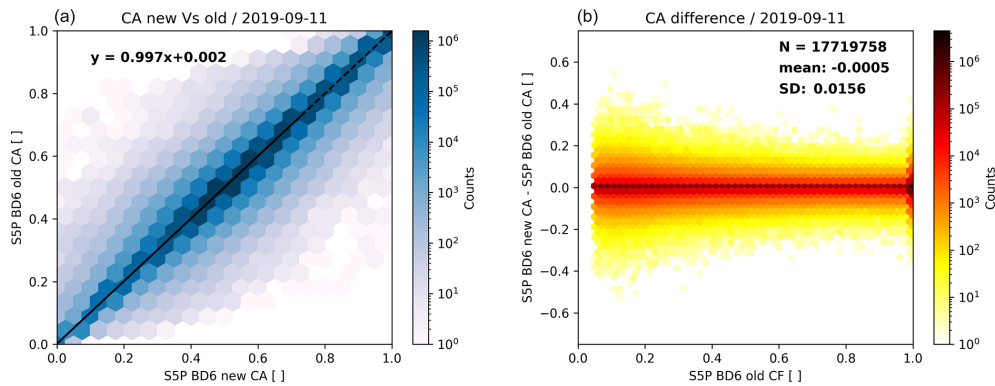 (a)
CA new Vs old / 2019-09-11
y = 0.997x+0.002
S5P BD6 old CA [ ]
1.0
0.8
0.6
0.4
0.2
0.0
0.0 0.2 0.4 0.6 0.8 1.0
S5P BD6 new CA [ ]
10^6
10^5
10^4
10^3
10^2
10^1
10^0
Counts
(b)
CA difference / 2019-09-11
N = 17719758
mean: -0.0005
SD: 0.0156
S5P BD6 new CA - S5P BD6 old CA [ ]
0.6
0.4
0.2
0.0
−0.2
−0.4
−0.6
0.0 0.2 0.4 0.6 0.8 1.0
S5P BD6 old CF [ ]
10^6
10^5
10^4
10^3
10^2
10^1
10^0
Counts